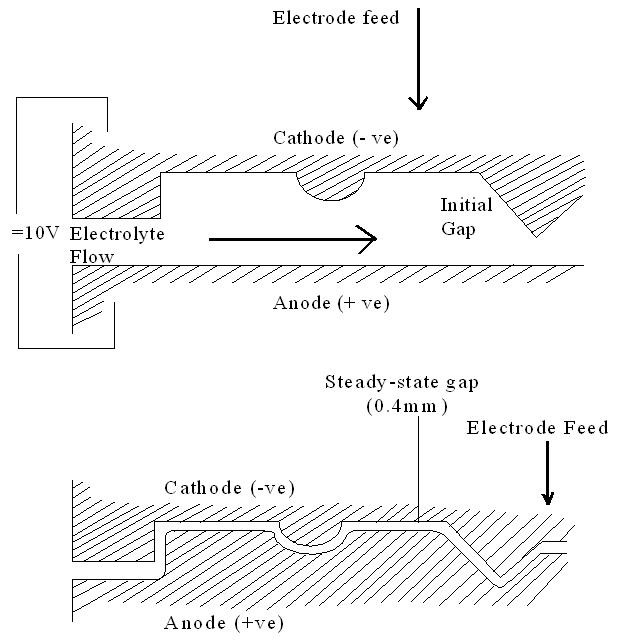 Electrode feed
Cathode (- ve)
Initial
Gap
=10V
Electrolyte
Flow
Anode (+ ve)
Steady-state gap
(0.4mm)
Electrode Feed
Cathode (-ve)
Anode (+ve)